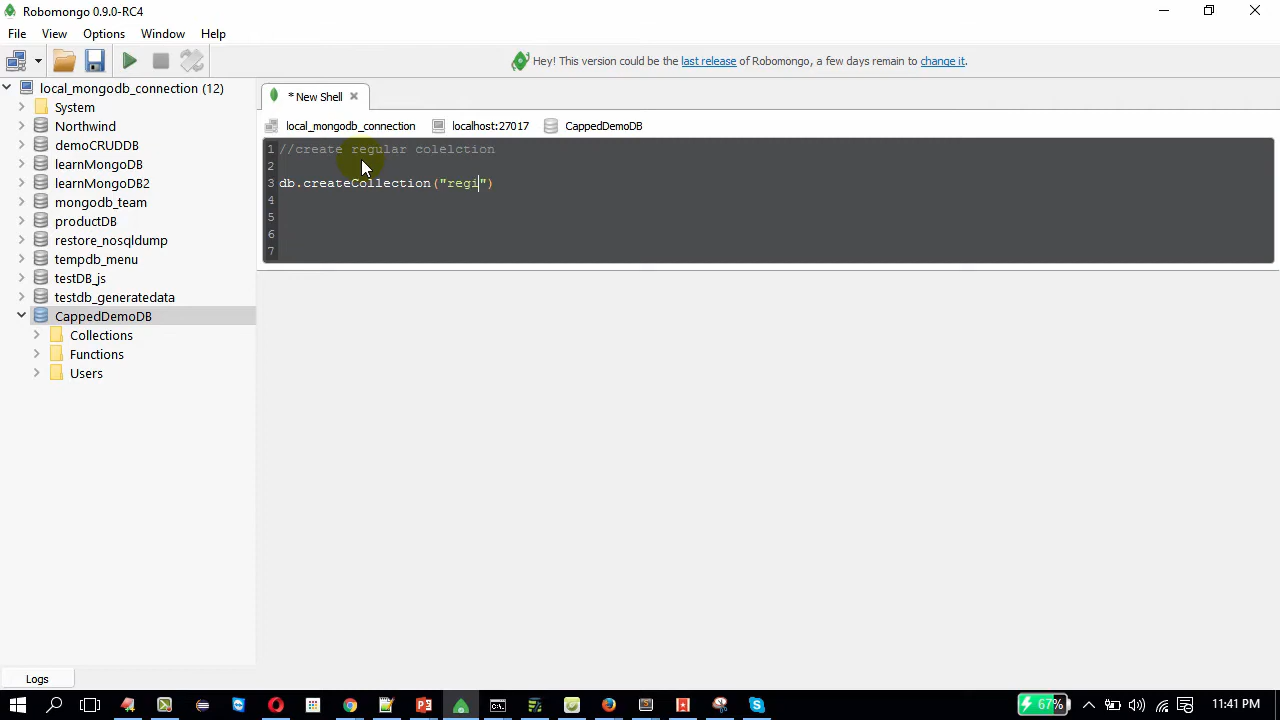 Robomongo 0.9.0-RC4
File View Options Window Help
Hey! This version could be the last release of Robomongo, a few days remain to change it.
local_mongodb_connection (12)
System
Northwind
demoCRUDDB
learnMongoDB
learnMongoDB2
mongodb_team
productDB
restore_nosqldump
tempdb_menu
testDB_js
testdb_generatedata
CappedDemoDB
Collections
Functions
Users
* New Shell
local_mongodb_connection localhost:27017 CappedDemoDB
1 //create regular colelction
2
3 db.createCollection("regi")
4
5
6
7
Logs
67%
11:41 PM